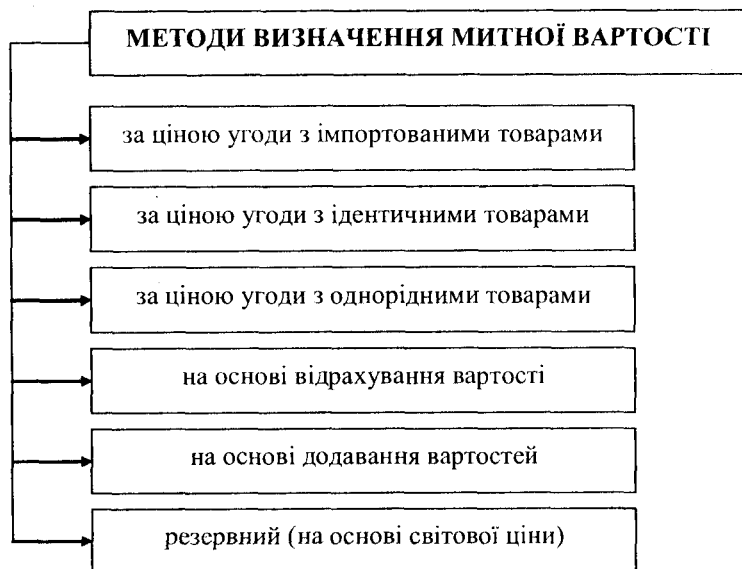 МЕТОДИ ВИЗНАЧЕННЯ МИТНОЇ ВАРТОСТІ
за ціною угоди з імпортованими товарами
за ціною угоди з ідентичними товарами
за ціною угоди з однорідними товарами
на основі відрахування вартості
на основі додавання вартостей
резервний (на основі світової ціни)